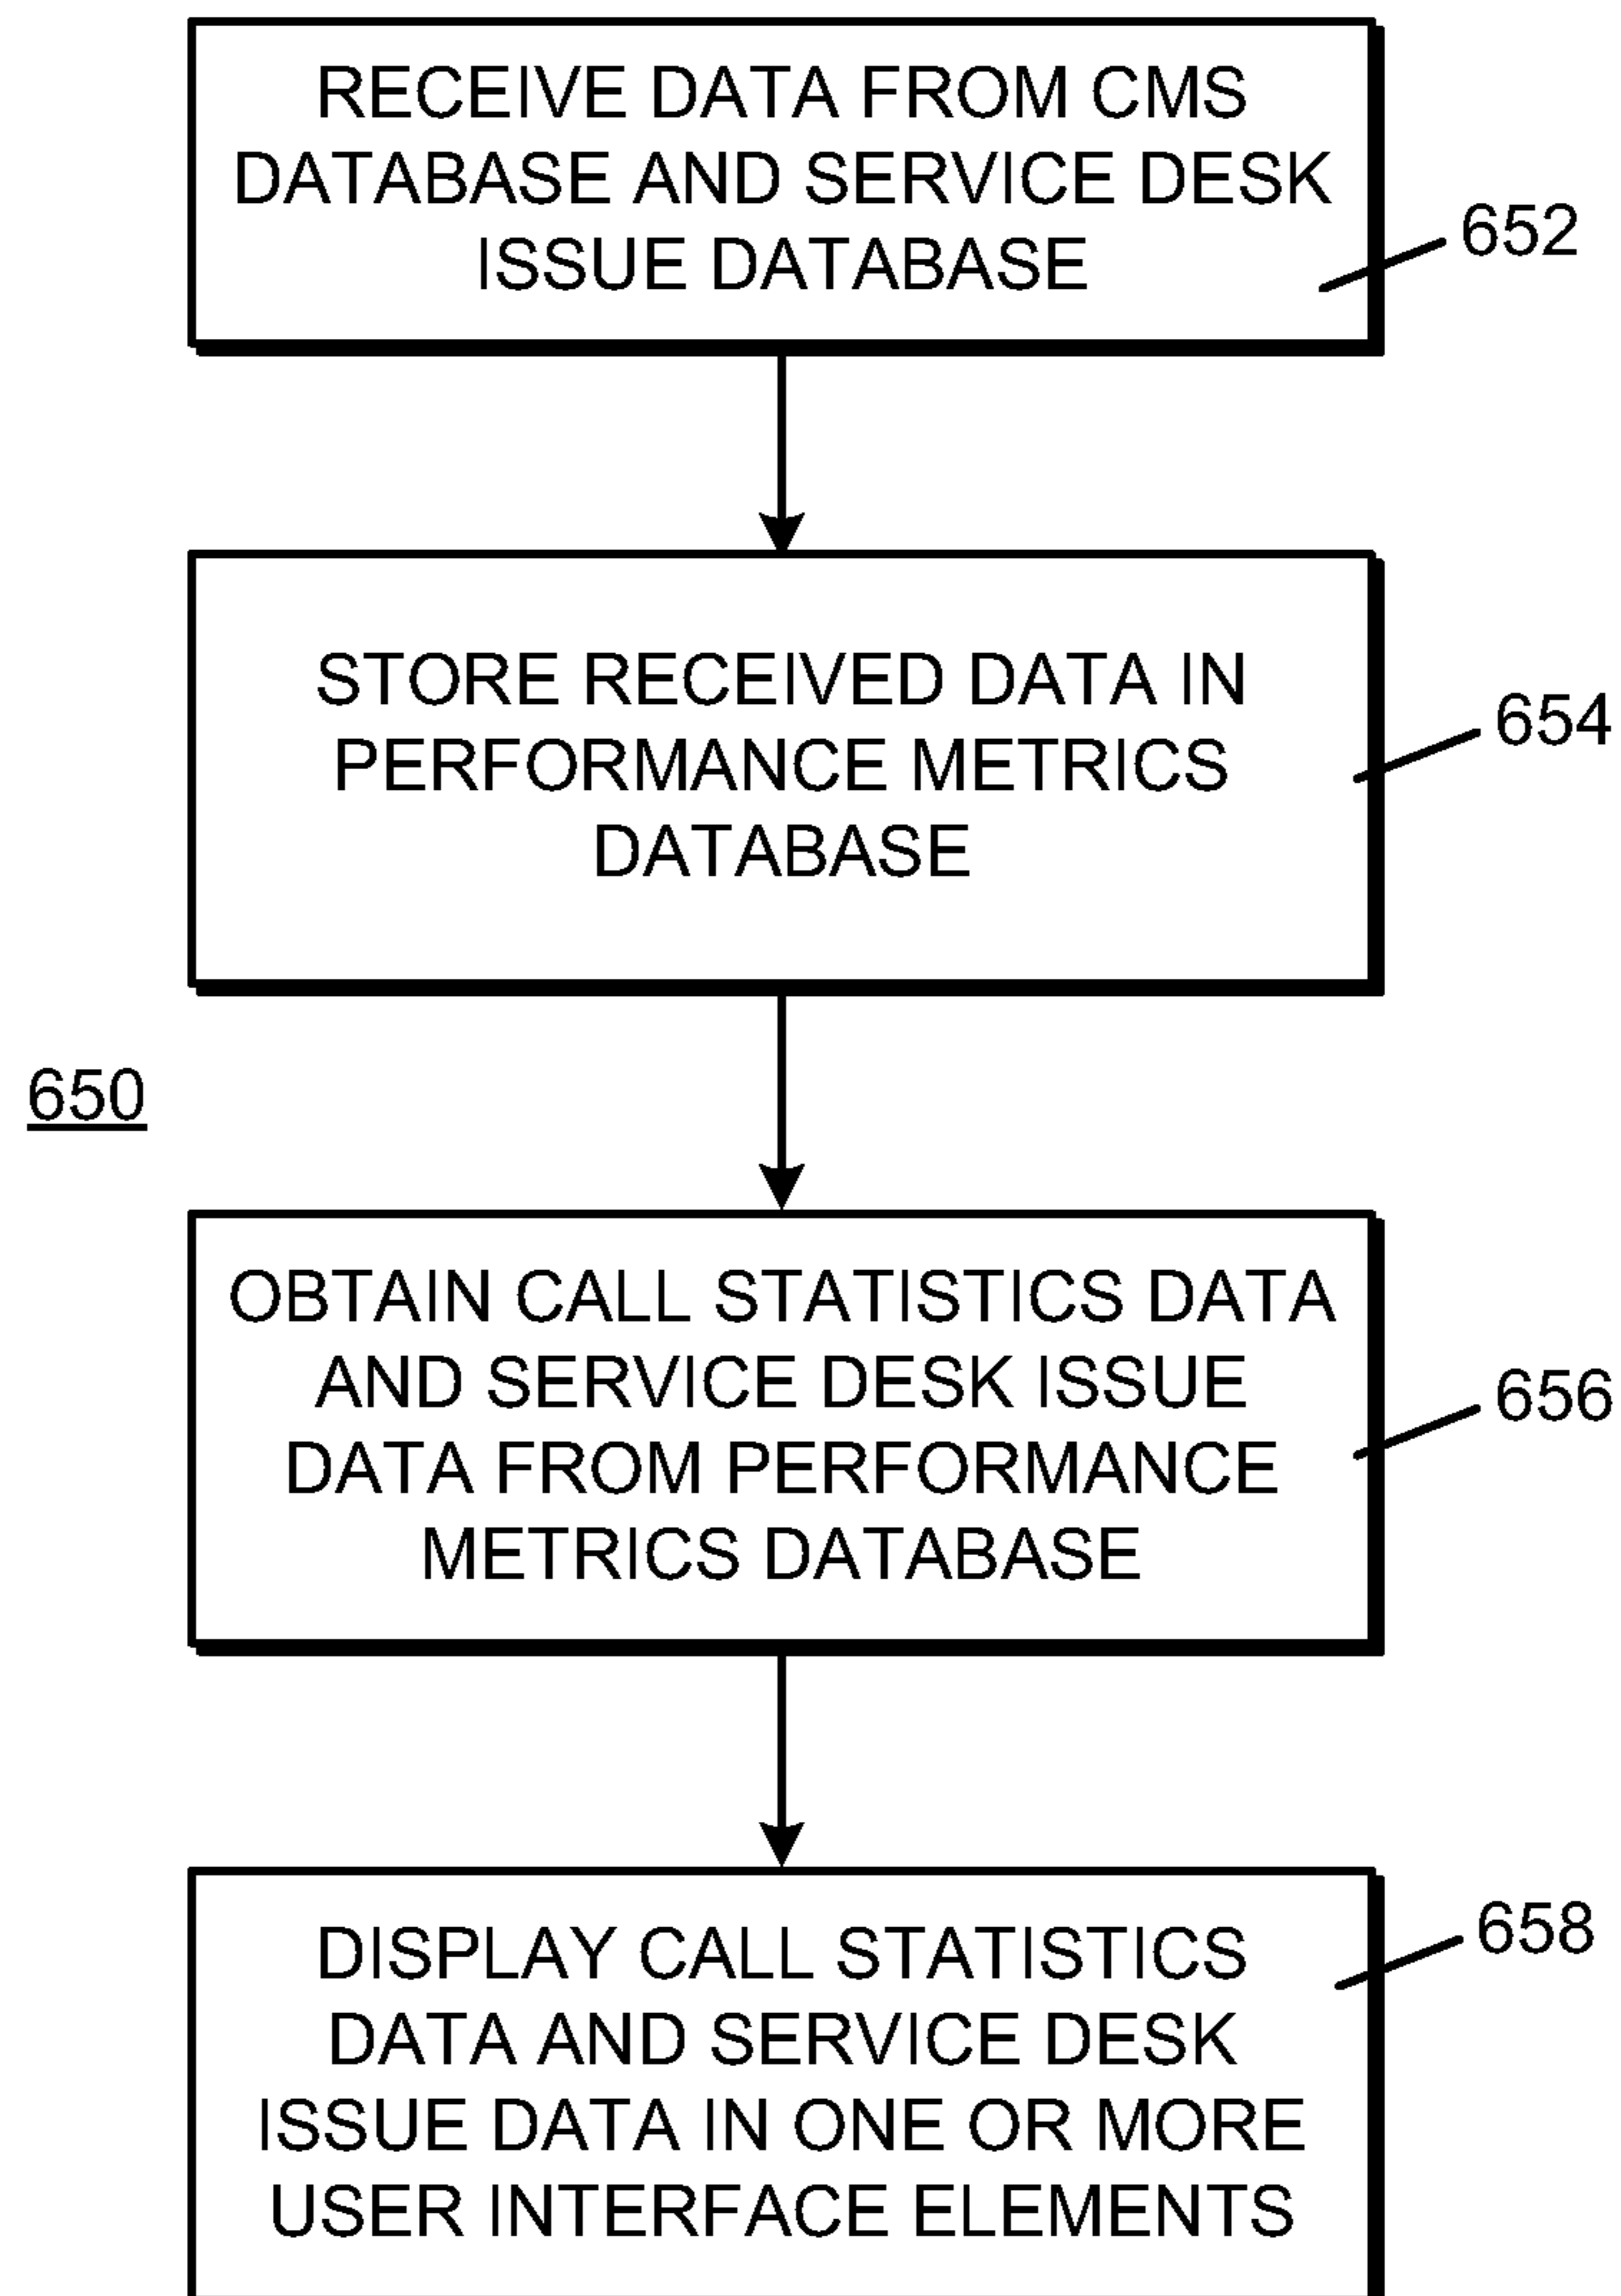 RECEIVE DATA FROM CMS
DATABASE AND SERVICE DESK
ISSUE DATABASE
652
STORE RECEIVED DATA IN
PERFORMANCE METRICS
DATABASE
654
650
OBTAIN CALL STATISTICS DATA
AND SERVICE DESK ISSUE
DATA FROM PERFORMANCE
METRICS DATABASE
656
DISPLAY CALL STATISTICS
DATA AND SERVICE DESK
ISSUE DATA IN ONE OR MORE
USER INTERFACE ELEMENTS
658